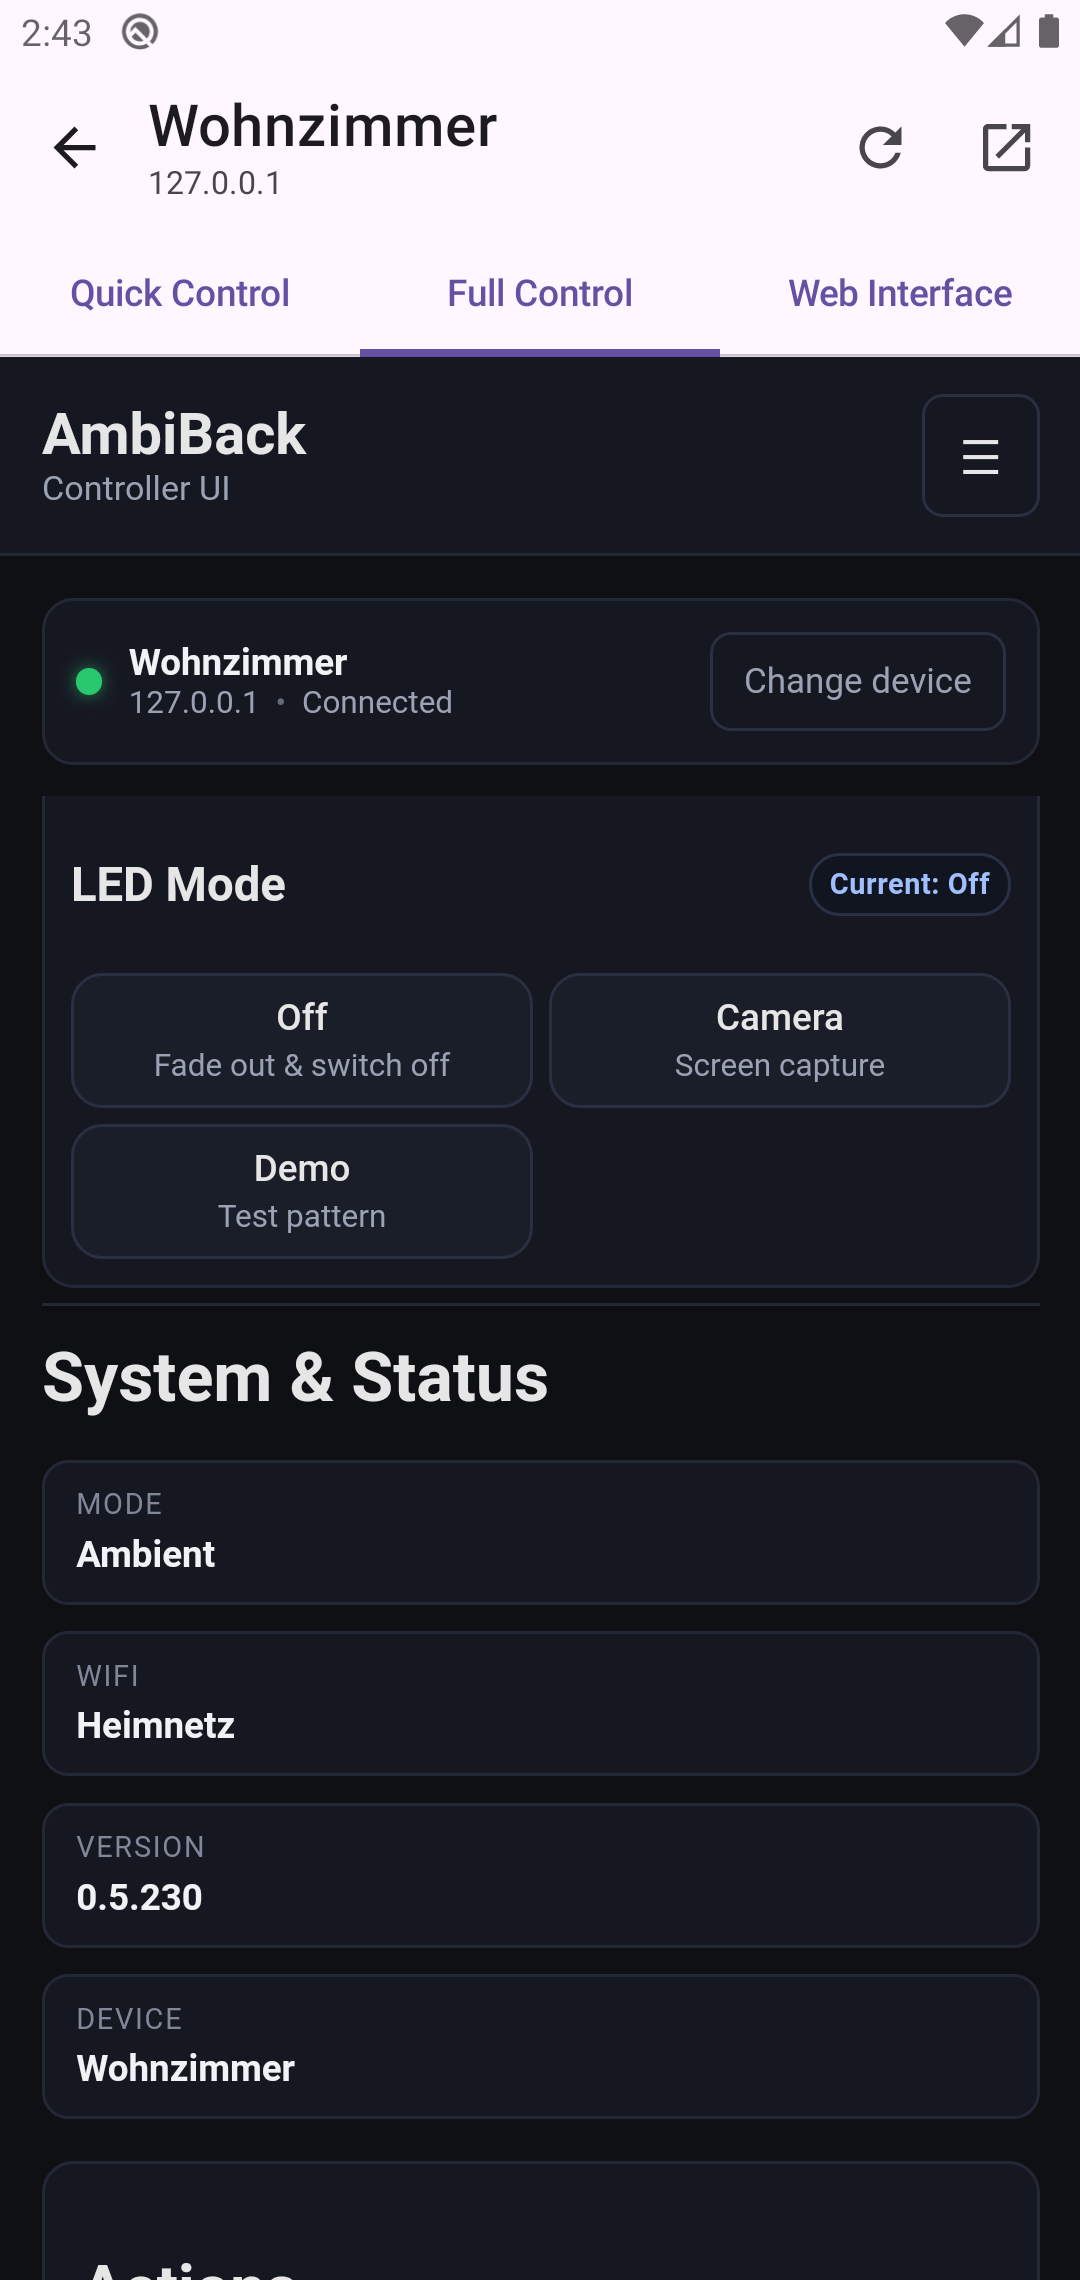 2:43
Wohnzimmer
127.0.0.1
Quick Control
Full Control
Web Interface
AmbiBack
Controller UI
Wohnzimmer
127.0.0.1 • Connected
Change device
LED Mode
Current: Off
Off
Fade out & switch off
Camera
Screen capture
Demo
Test pattern
System & Status
MODE
Ambient
WIFI
Heimnetz
VERSION
0.5.230
DEVICE
Wohnzimmer
Actions